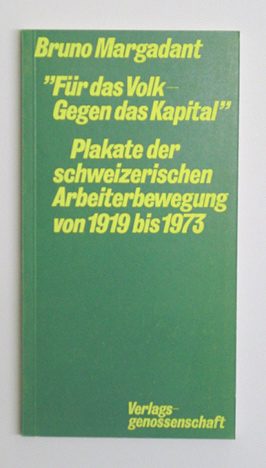 Bruno Margadant
"Für das Volk—
Gegen das Kapital"
Plakate der
schweizerischen
Arbeiterbewegung
von 1919 bis 1973
Verlags-
genossenschaft